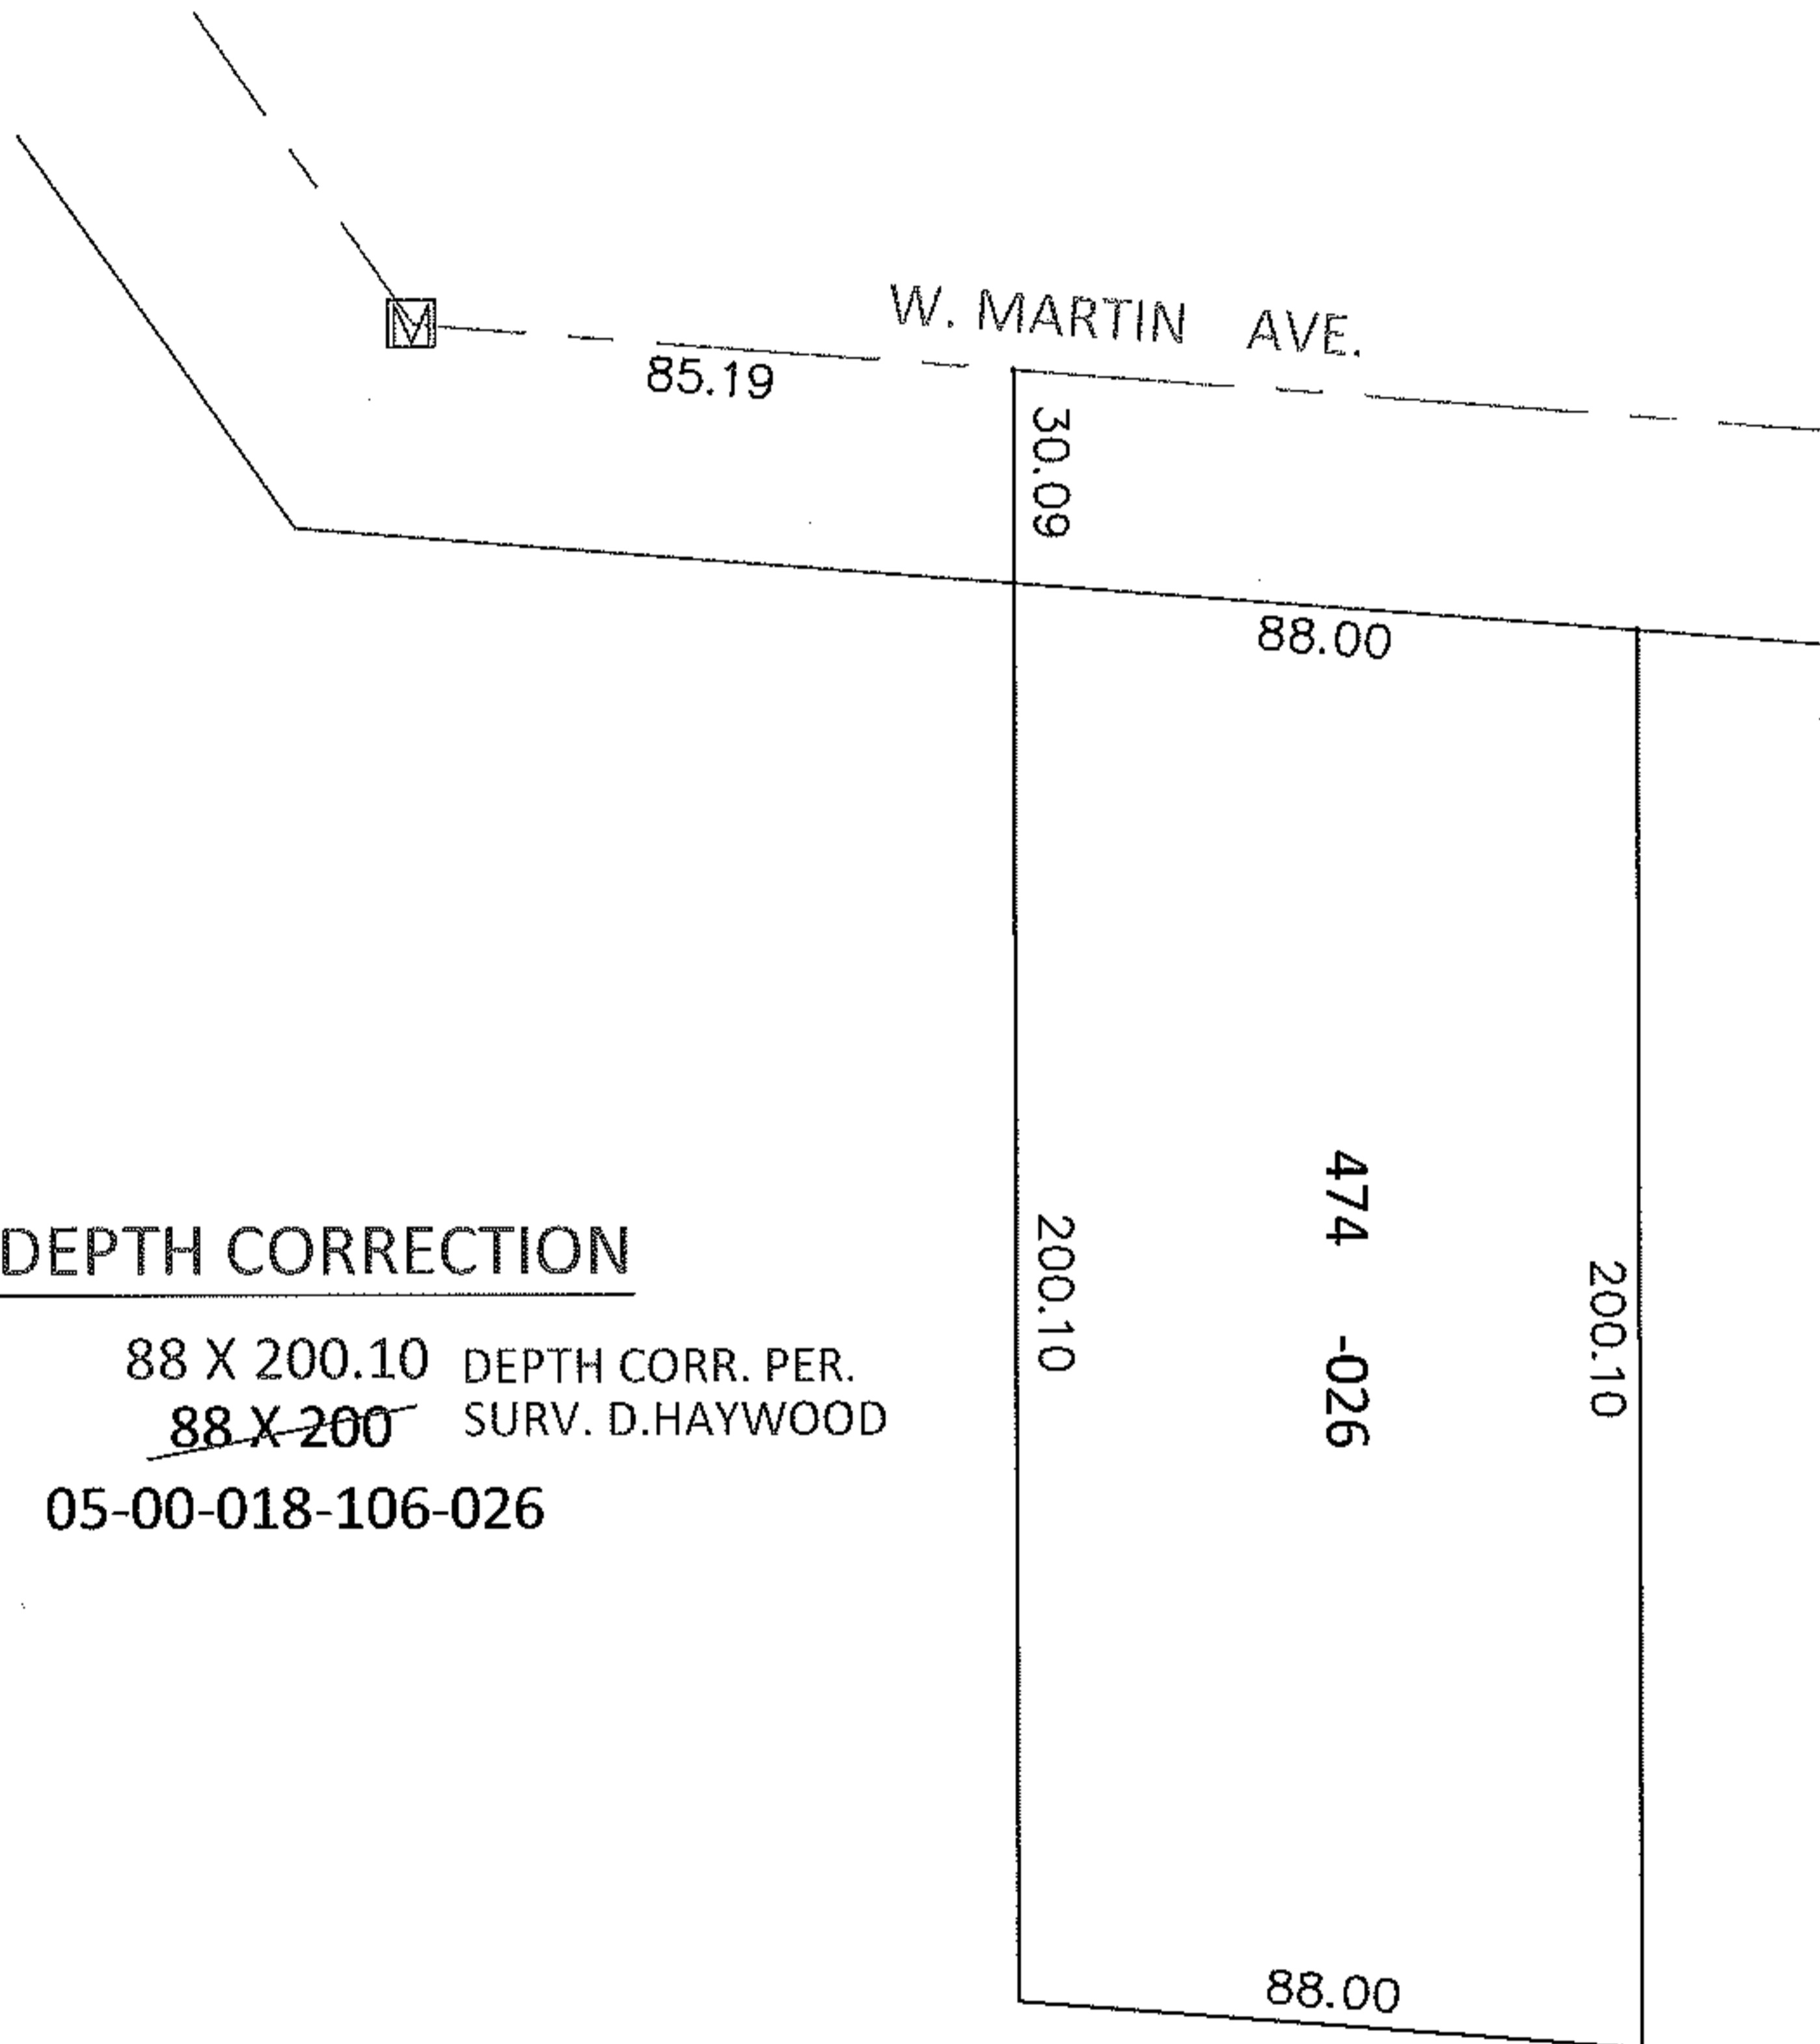 W. MARTIN AVE.
M
85.19
30.09
88.00
474 -026
200.10
200.10
DEPTH CORRECTION
88 X 200.10 DEPTH CORR. PER.
88 X 200 SURV. D.HAYWOOD
05-00-018-106-026
88.00